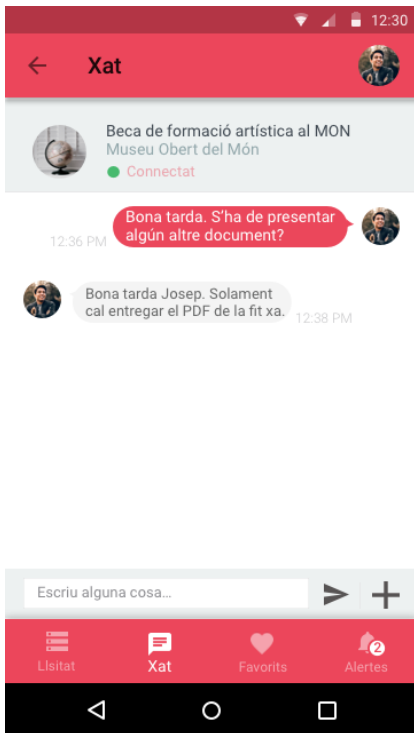 12:30
Xat
Beca de formació artística al MON
Museu Obert del Món
Connectat
Bona tarda. S'ha de presentar
algún altre document?
12:36 PM
Bona tarda Josep. Solament
cal entregar el PDF de la fit xa.
12:38 PM
Escriu alguna cosa...
Llsitat
Xat
Favorits
2
Alertes